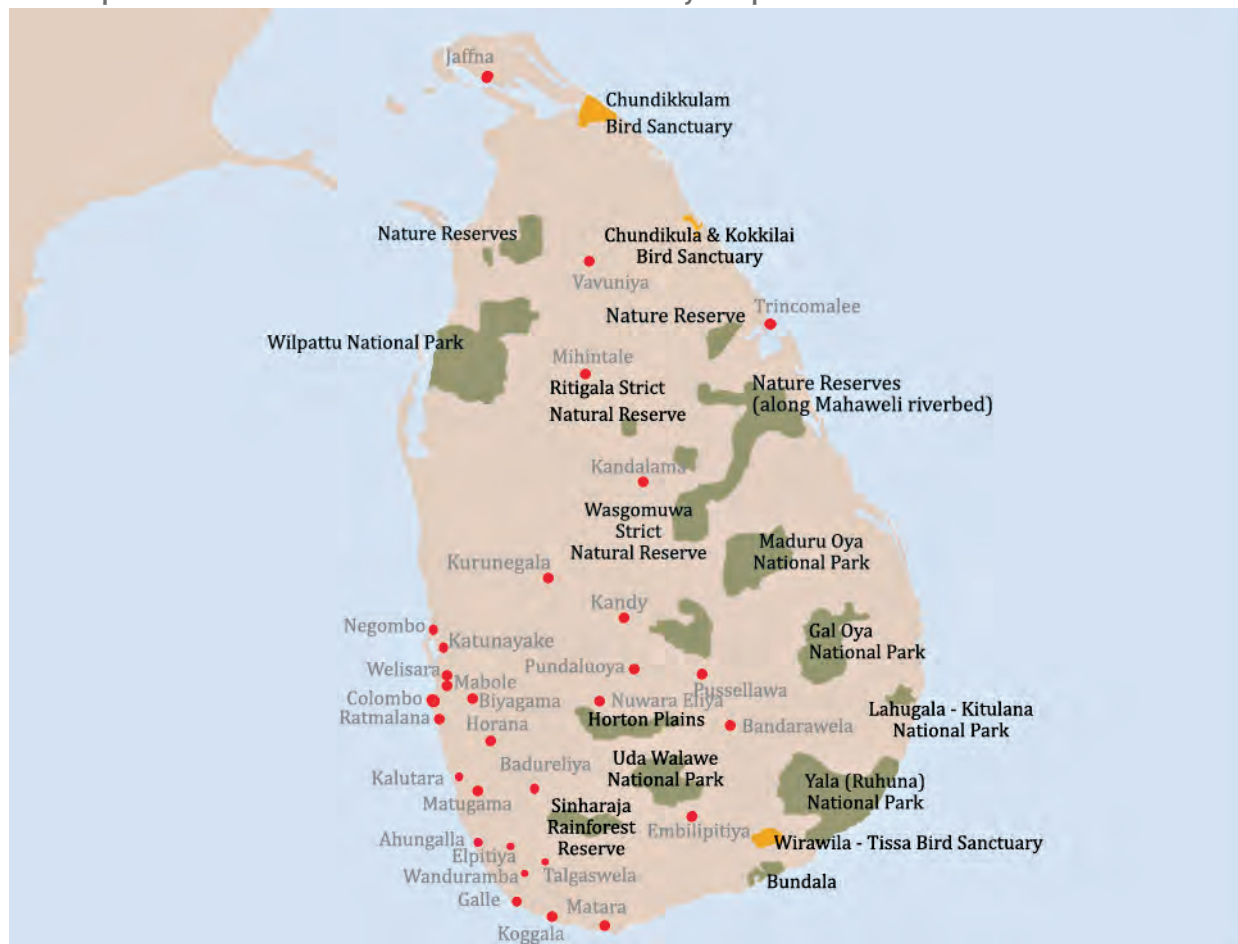 Jaffna
Chundikkulam
Bird Sanctuary
Nature Reserves
Chundikula & Kokkilai
Bird Sanctuary
Vavuniya
Nature Reserve
Trincomalee
Wilpattu National Park
Mihintale
Ritigala Strict
Natural Reserve
Nature Reserves
(along Mahaweli riverbed)
Kandalama
Wasgomuwa
Strict
Natural Reserve
Maduru Oya
National Park
Kurunegala
Kandy
Negombo
Katunayake
Gal Oya
National Park
Welisara
Mabole
Pundaluoya
Pussellawa
Colombo
Biyagama
Nuwara Eliya
Ratmalana
Horana
Horton Plains
Bandarawela
Lahugala - Kitulana
National Park
Kalutara
Badureliya
Uda Walawe
National Park
Yala (Ruhuna)
National Park
Matugama
Sinharaja
Rainforest
Reserve
Embilipitiya
Ahungalla
Elpitiya
Wirawila - Tissa Bird Sanctuary
Wanduramba
Talgaswela
Bundala
Galle
Matara
Koggala